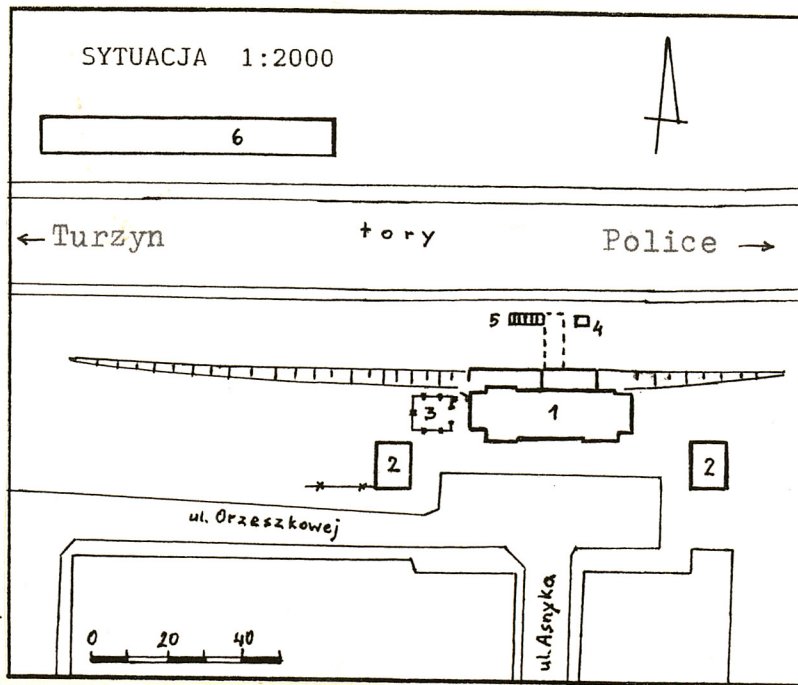 SYTUACJA 1:2000
6
← Turzyn
tory
Police →
5
4
3
1
2
2
ul. Orzeszkowej
ul. Asnyka
0 20 40